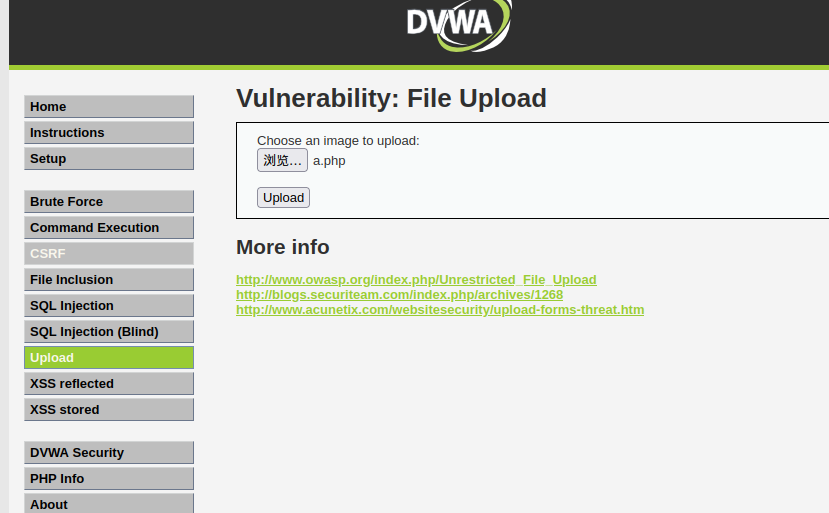 DVWA
Home
Instructions
Setup
Brute Force
Command Execution
CSRF
File Inclusion
SQL Injection
SQL Injection (Blind)
Upload
XSS reflected
XSS stored
DVWA Security
PHP Info
About
Vulnerability: File Upload
Choose an image to upload:
浏览… a.php
Upload
More info
http://www.owasp.org/index.php/Unrestricted_File_Upload
http://blogs.securiteam.com/index.php/archives/1268
http://www.acunetix.com/websitesecurity/upload-forms-threat.htm